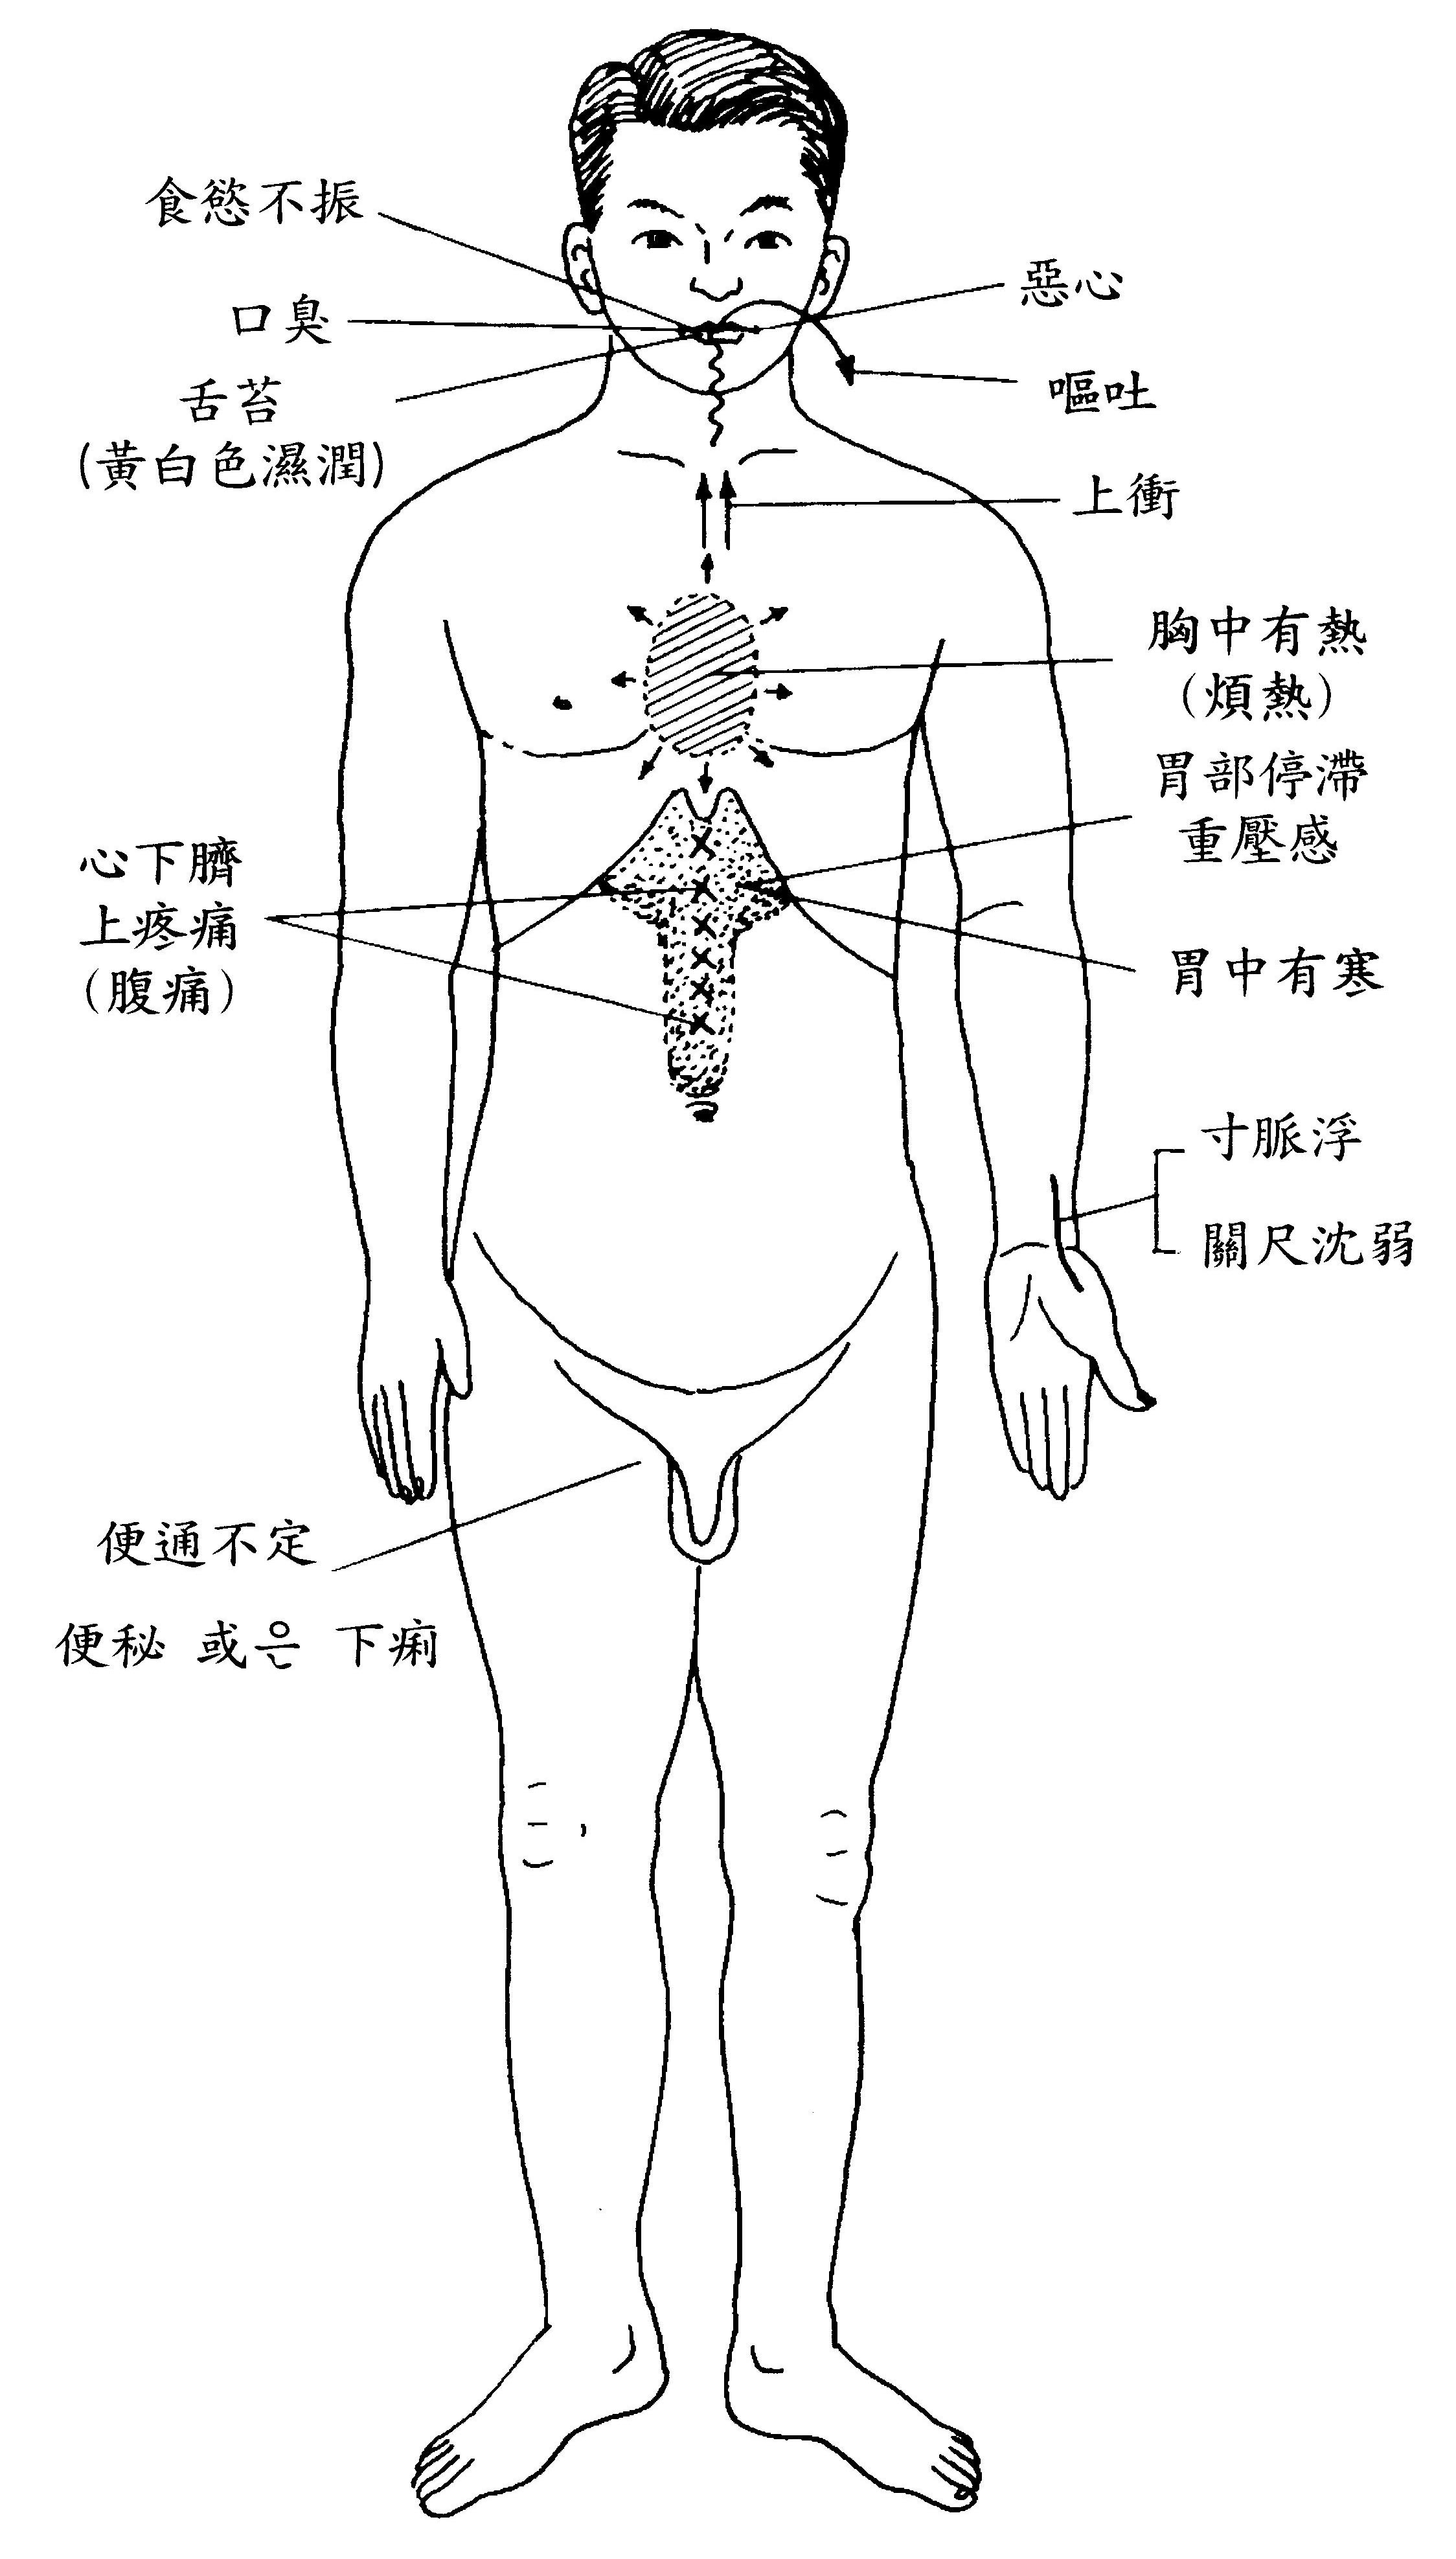 食慾不振
口臭
舌苔
(黃白色濕潤)
惡心
嘔吐
上衝
胸中有熱
(煩熱)
胃部停滯
重壓感
心下臍
上疼痛
(腹痛)
胃中有寒
寸脈浮
關尺沈弱
便通不定
便秘 或은 下痢